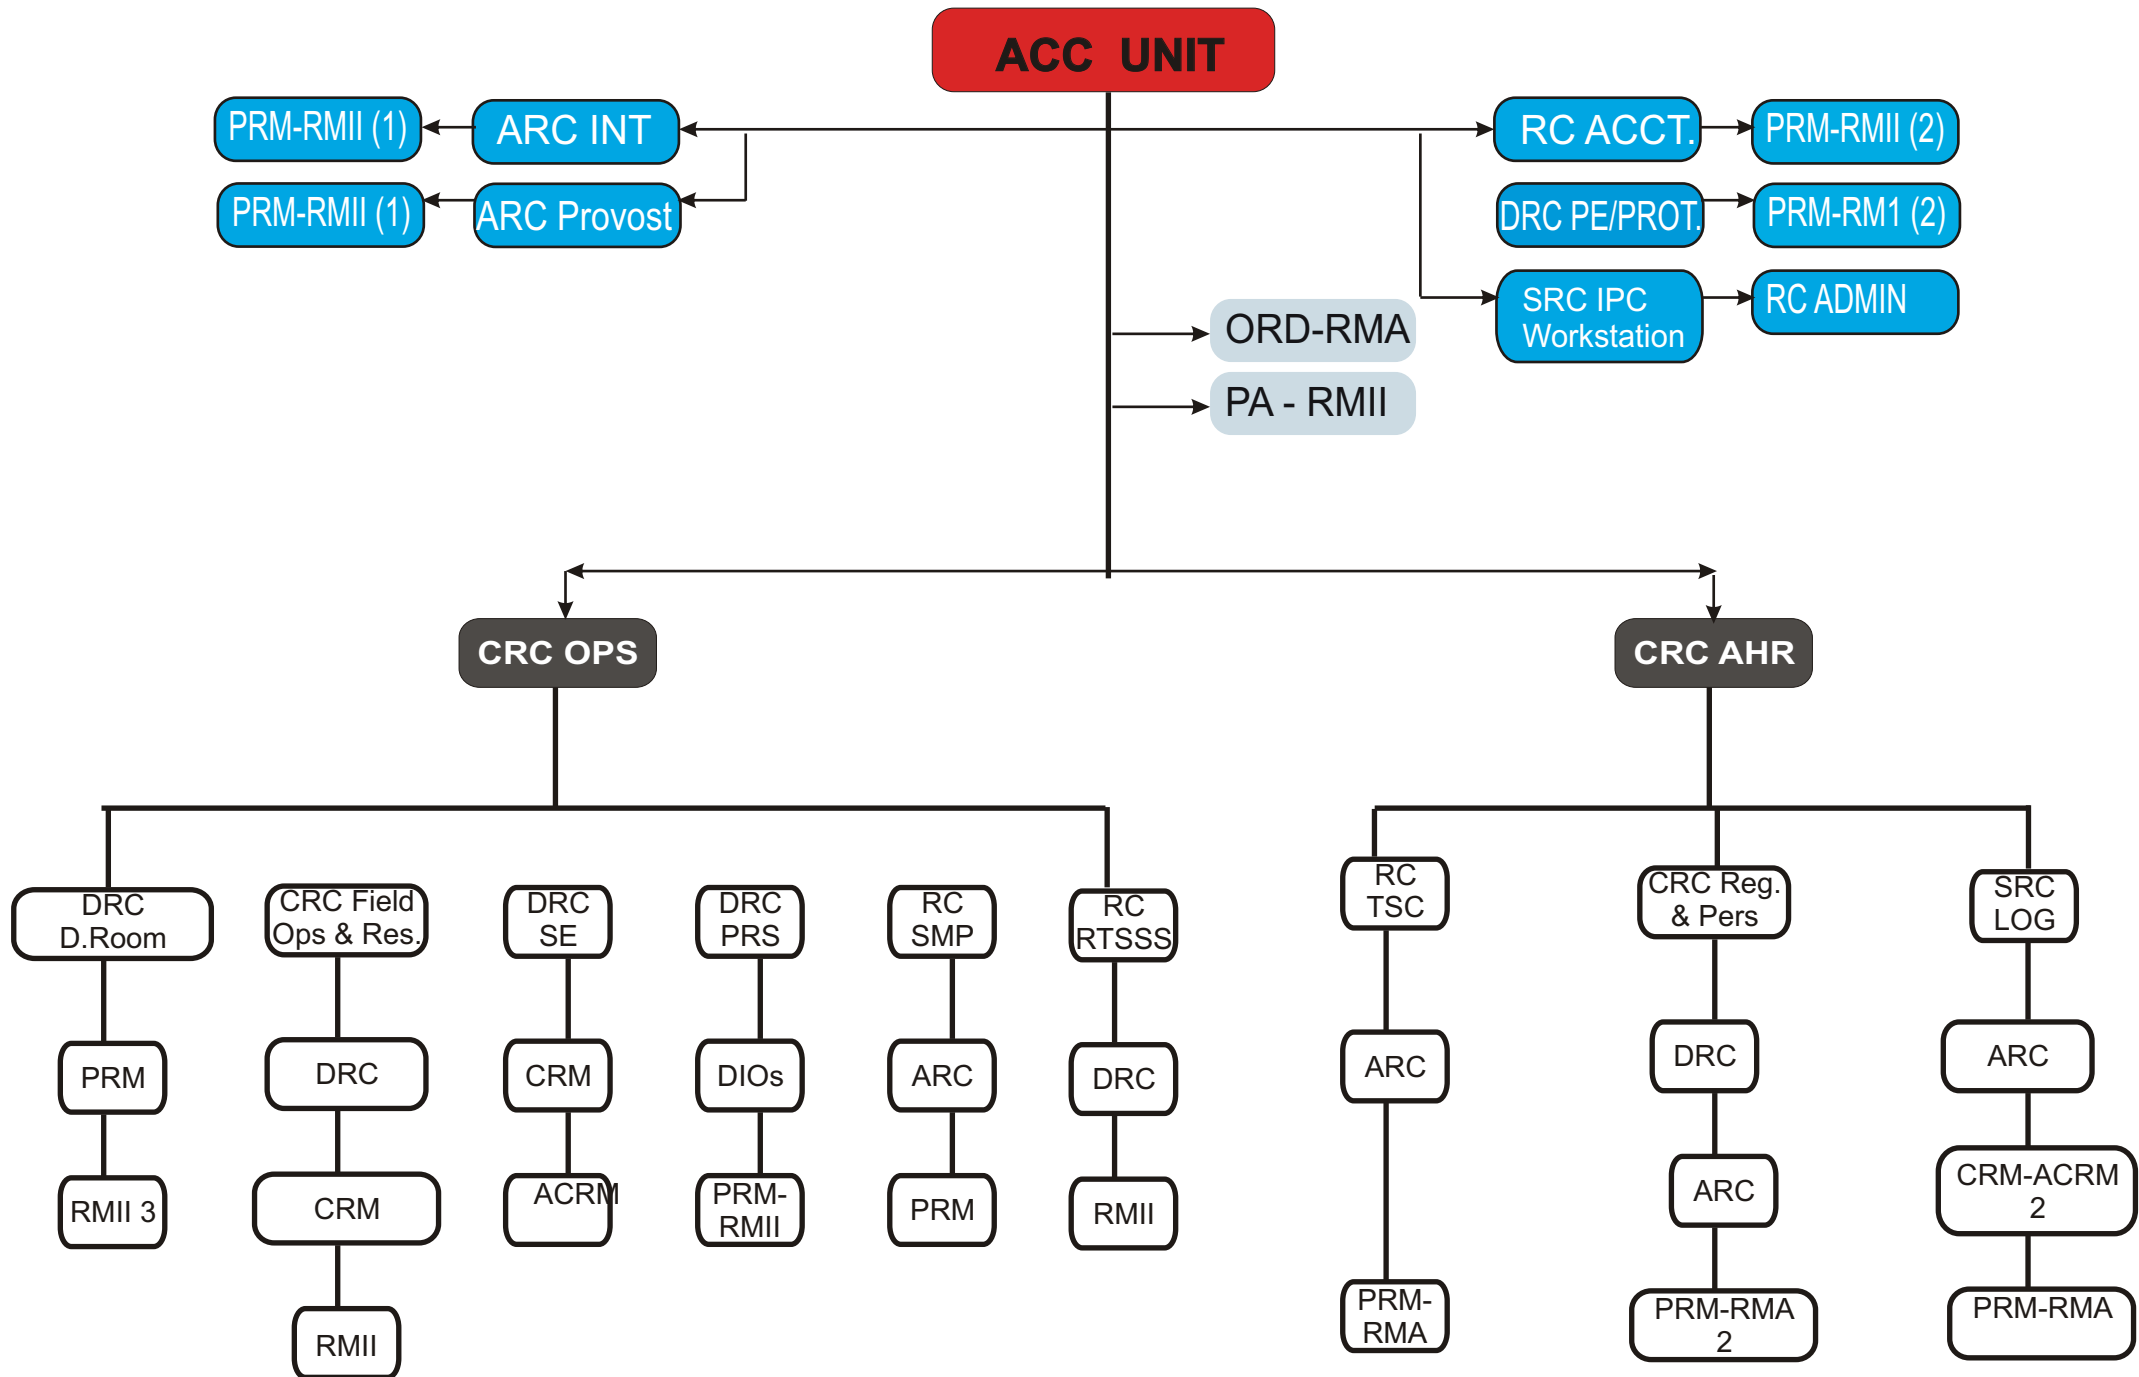 ACC UNIT
PRM-RMII (1)
ARC INT
RC ACCT.
PRM-RMII (2)
PRM-RMII (1)
ARC Provost
DRC PE/PROT.
PRM-RM1 (2)
SRC IPC
Workstation
RC ADMIN
ORD-RMA
PA - RMII
CRC OPS
CRC AHR
DRC
D.Room
CRC Field
Ops & Res.
DRC
SE
DRC
PRS
RC
SMP
RC
RTSSS
RC
TSC
CRC Reg.
& Pers
SRC
LOG
PRM
DRC
CRM
DIOs
ARC
DRC
ARC
DRC
ARC
RMII 3
CRM
ACRM
PRM-
RMII
PRM
RMII
ARC
CRM-ACRM
2
RMII
PRM-
RMA
PRM-RMA
2
PRM-RMA